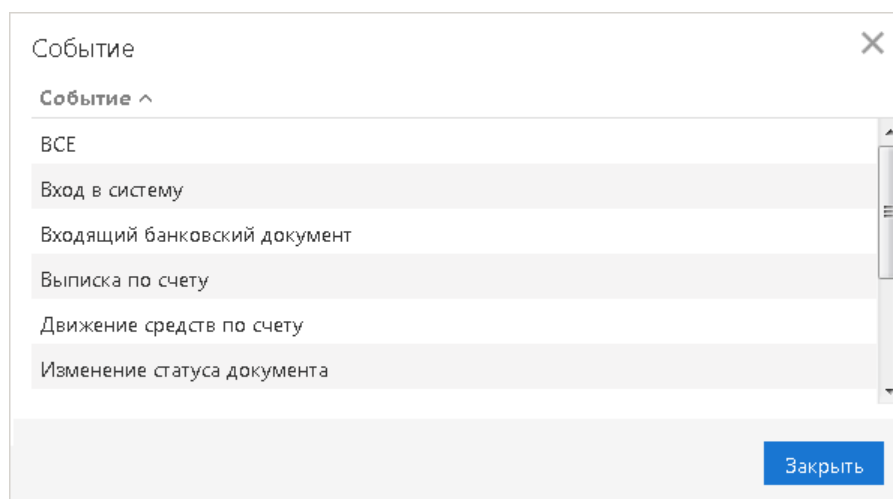 Событие
Событие
ВСЕ
Вход в систему
Входящий банковский документ
Выписка по счету
Движение средств по счету
Изменение статуса документа
Закрыть